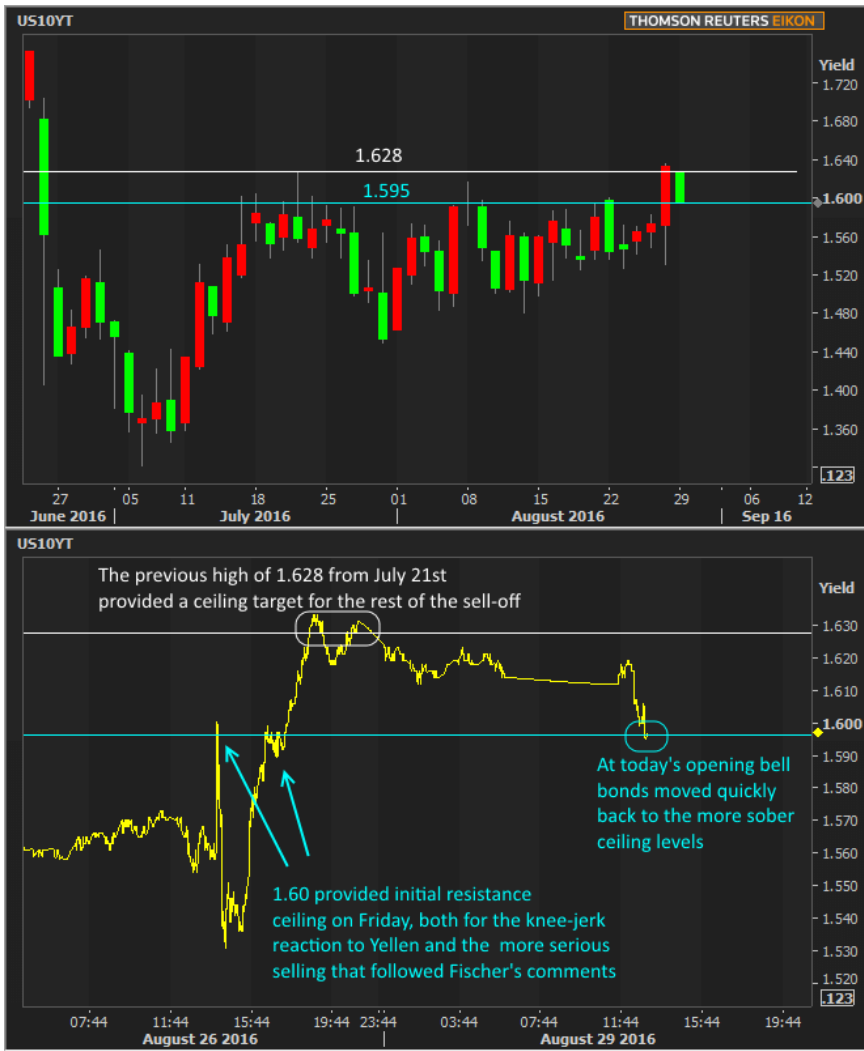 US10YT
THOMSON REUTERS EIKON
Yield
1.720
1.680
1.640
1.628
1.600
1.595
1.560
1.520
1.480
1.440
1.400
1.360
.123
27 05 11 18 25 01 08 15 22 29 06 12
June 2016 July 2016 August 2016 Sep 16
US10YT
The previous high of 1.628 from July 21st
provided a ceiling target for the rest of the sell-off
Yield
1.630
1.620
1.610
1.600
1.590
1.580
1.570
1.560
1.550
1.540
1.530
1.520
.123
At today's opening bell
bonds moved quickly
back to the more sober
ceiling levels
1.60 provided initial resistance
ceiling on Friday, both for the knee-jerk
reaction to Yellen and the more serious
selling that followed Fischer's comments
07:44 11:44 15:44 19:44 23:44 03:44 07:44 11:44 15:44 19:44
August 26 2016 August 29 2016